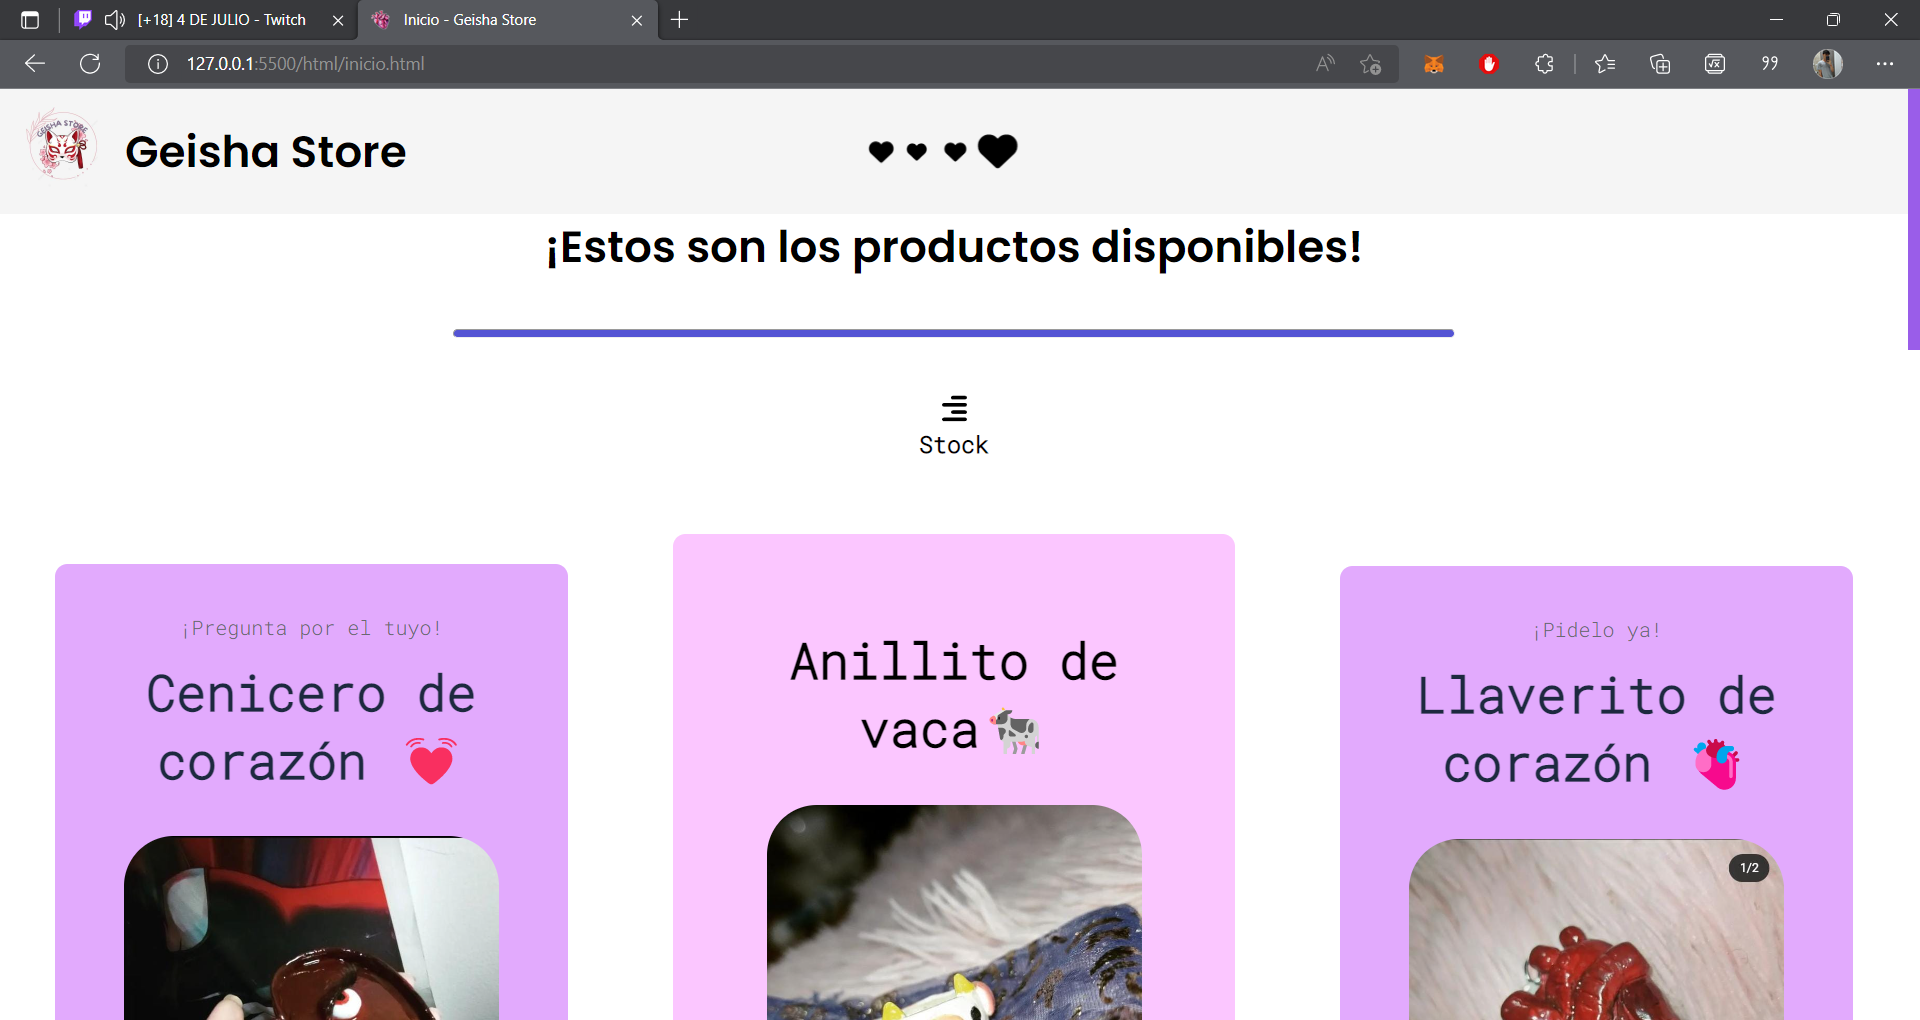 [+18] 4 DE JULIO - Twitch
Inicio - Geisha Store
127.0.0.1:5500/html/inicio.html
GEISHA STORE
Geisha Store
¡Estos son los productos disponibles!
Stock
¡Pregunta por el tuyo!
Cenicero de
corazón
Anillito de
vaca
¡Pidelo ya!
Llaverito de
corazón
1/2